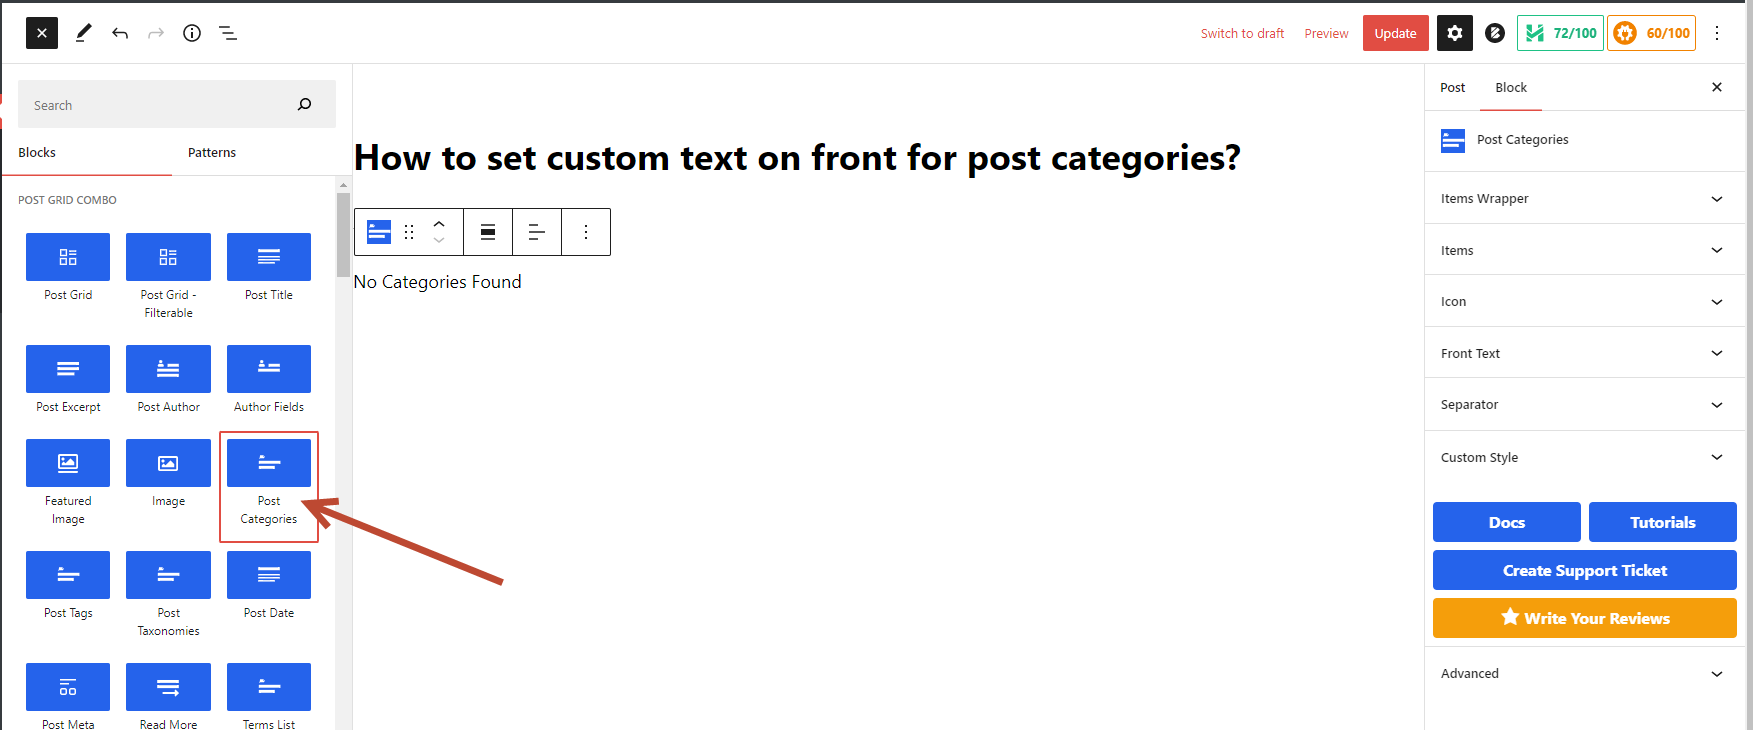 Switch to draft Preview Update 72/100 60/100
Search
Blocks Patterns
POST GRID COMBO
Post Grid
Post Grid -
Filterable
Post Title
Post Excerpt
Post Author
Author Fields
Featured
Image
Image
Post
Categories
Post Tags
Post
Taxonomies
Post Date
Post Meta
Read More
Terms List
How to set custom text on front for post categories?
No Categories Found
Post Block
Post Categories
Items Wrapper
Items
Icon
Front Text
Separator
Custom Style
Docs Tutorials
Create Support Ticket
Write Your Reviews
Advanced